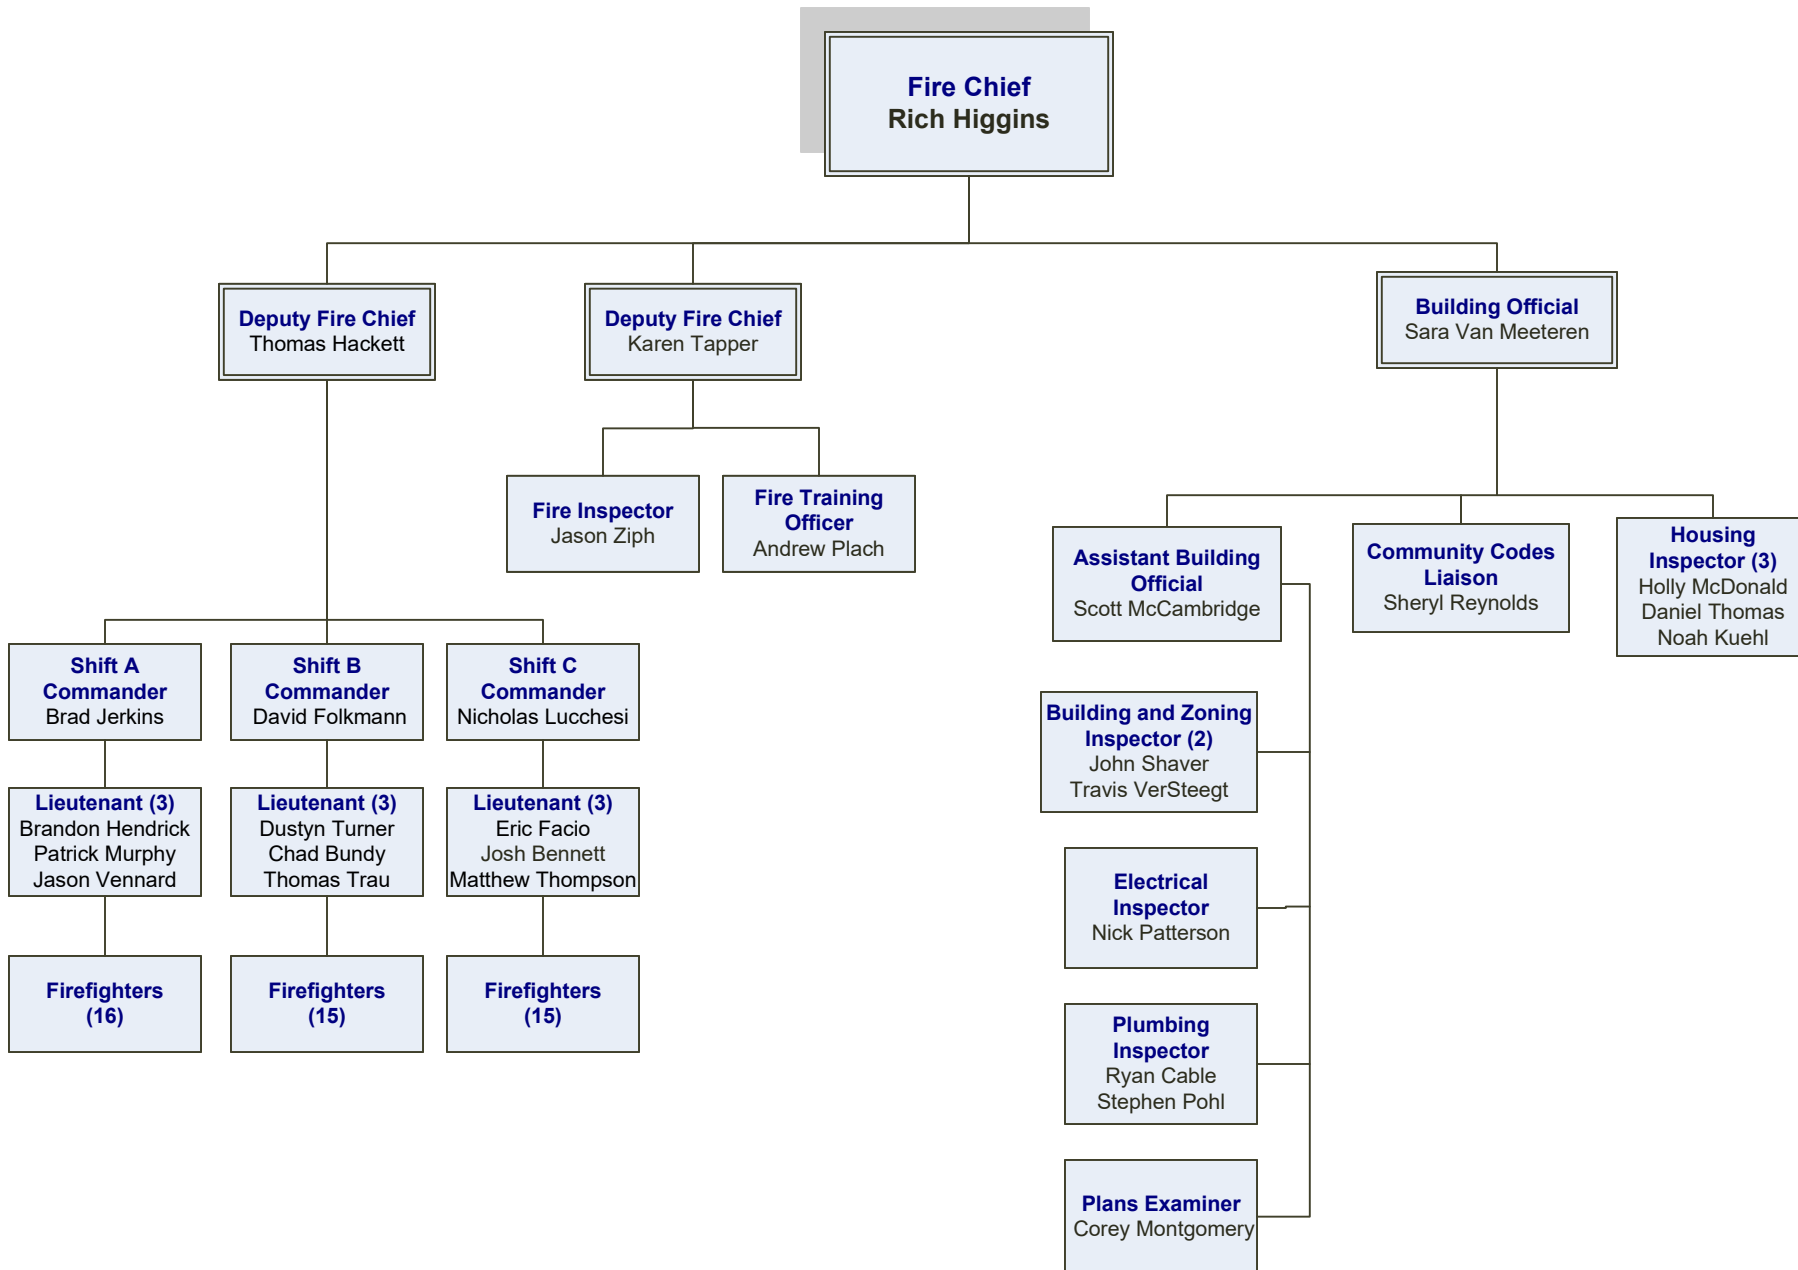 Fire Chief
Rich Higgins
Deputy Fire Chief
Thomas Hackett
Deputy Fire Chief
Karen Tapper
Building Official
Sara Van Meeteren
Fire Inspector
Jason Ziph
Fire Training
Officer
Andrew Plach
Assistant Building
Official
Scott McCambridge
Community Codes
Liaison
Sheryl Reynolds
Housing
Inspector (3)
Holly McDonald
Daniel Thomas
Noah Kuehl
Shift A
Commander
Brad Jerkins
Shift B
Commander
David Folkmann
Shift C
Commander
Nicholas Lucchesi
Building and Zoning
Inspector (2)
John Shaver
Travis VerSteegt
Lieutenant (3)
Brandon Hendrick
Patrick Murphy
Jason Vennard
Lieutenant (3)
Dustyn Turner
Chad Bundy
Thomas Trau
Lieutenant (3)
Eric Facio
Josh Bennett
Matthew Thompson
Electrical
Inspector
Nick Patterson
Firefighters
(16)
Firefighters
(15)
Firefighters
(15)
Plumbing
Inspector
Ryan Cable
Stephen Pohl
Plans Examiner
Corey Montgomery